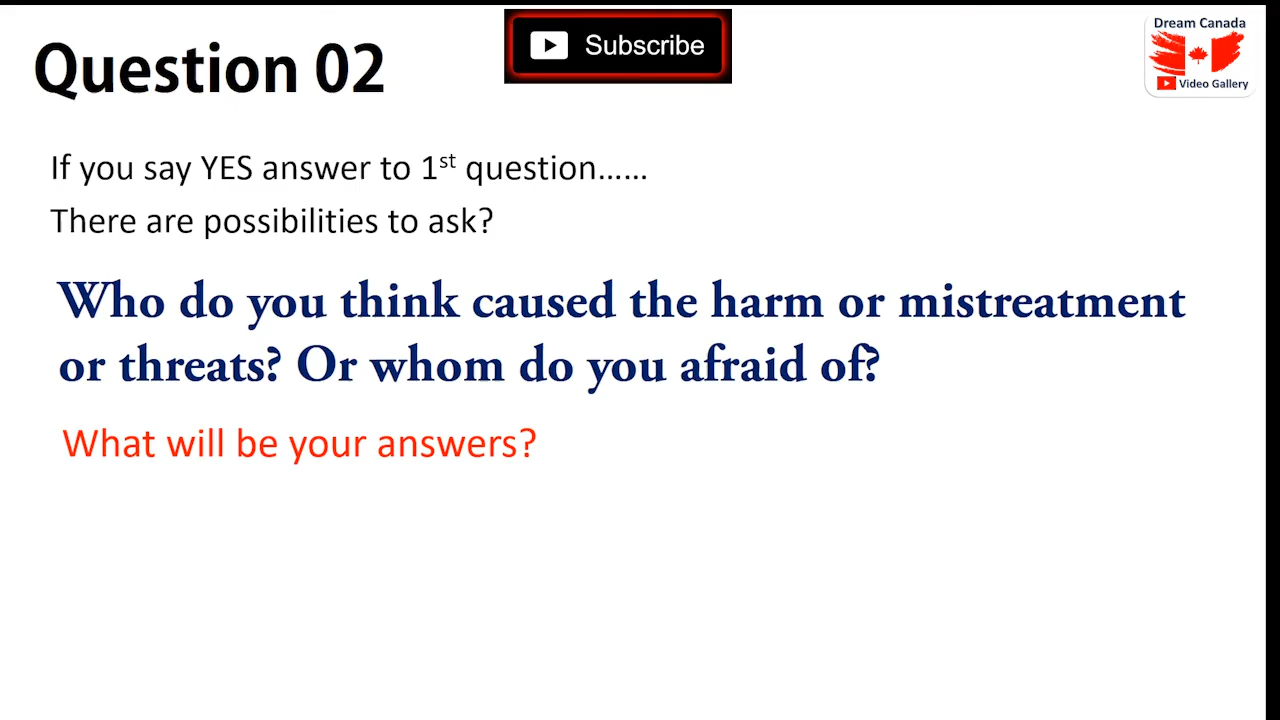 Question 02
Subscribe
Dream Canada
Video Gallery
If you say YES answer to 1st question......
There are possibilities to ask?
Who do you think caused the harm or mistreatment
or threats? Or whom do you afraid of?
What will be your answers?